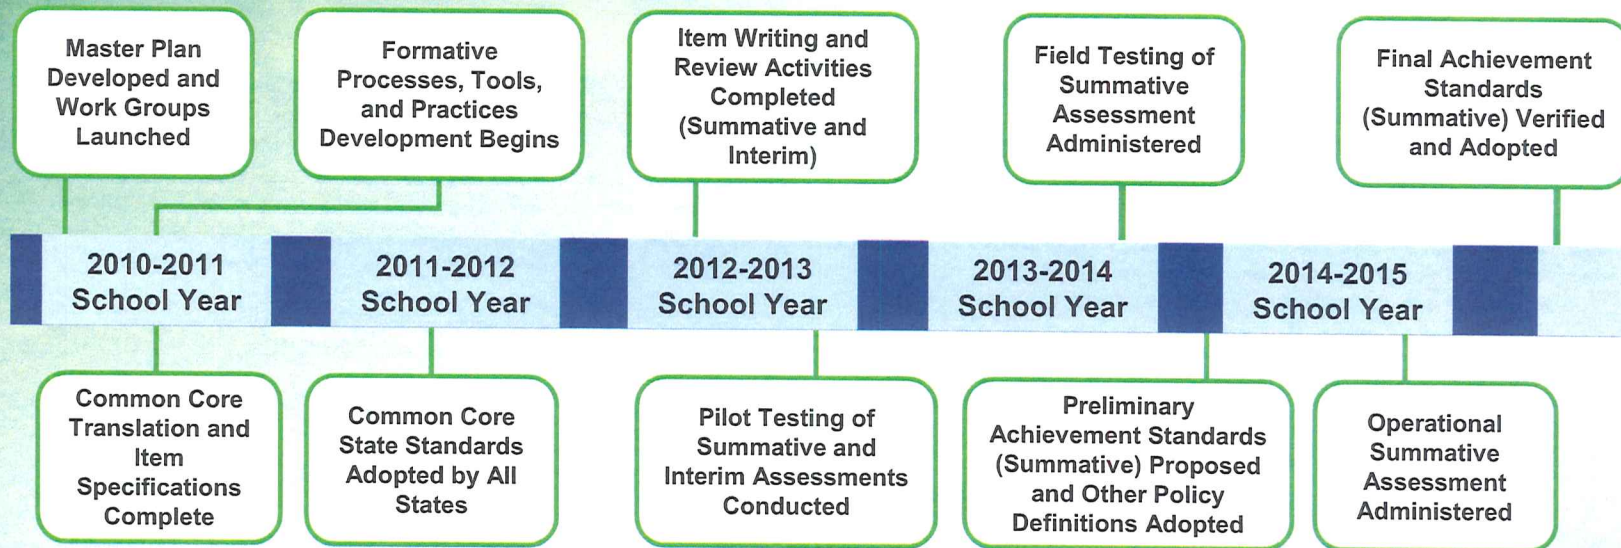 Master Plan
Developed and
Work Groups
Launched
Formative
Processes, Tools,
and Practices
Development Begins
Item Writing and
Review Activities
Completed
(Summative and
Interim)
Field Testing of
Summative
Assessment
Administered
Final Achievement
Standards
(Summative) Verified
and Adopted
2010-2011
School Year
2011-2012
School Year
2012-2013
School Year
2013-2014
School Year
2014-2015
School Year
Common Core
Translation and
Item
Specifications
Complete
Common Core
State Standards
Adopted by All
States
Pilot Testing of
Summative and
Interim Assessments
Conducted
Preliminary
Achievement Standards
(Summative) Proposed
and Other Policy
Definitions Adopted
Operational
Summative
Assessment
Administered